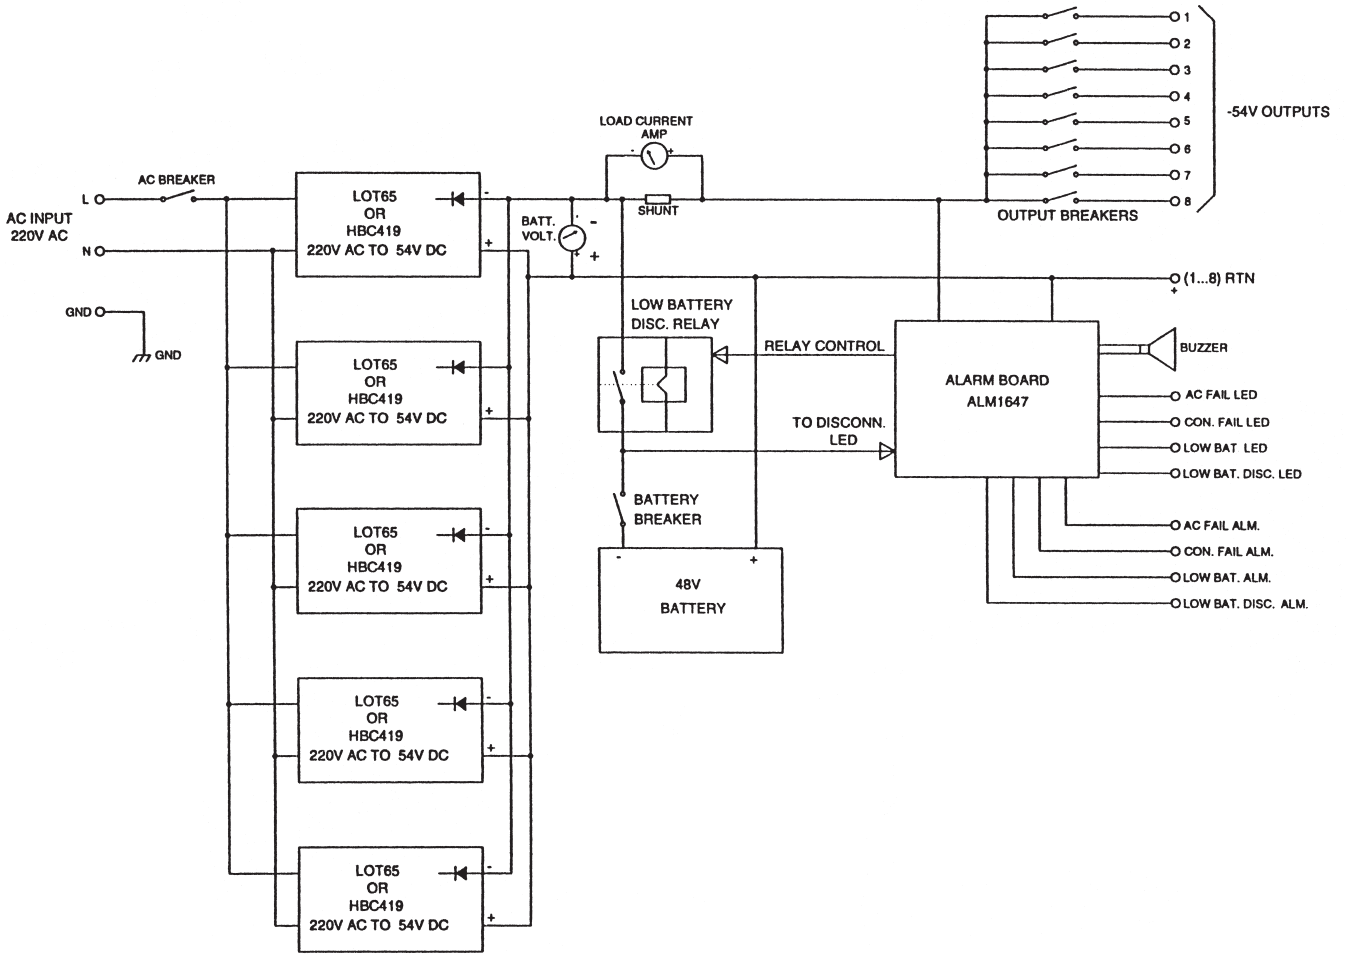 AC INPUT
220V AC
L
N
GND
GND
AC BREAKER
LOT65
OR
HBC419
220V AC TO 54V DC
-
+
LOT65
OR
HBC419
220V AC TO 54V DC
-
+
LOT65
OR
HBC419
220V AC TO 54V DC
-
+
LOT65
OR
HBC419
220V AC TO 54V DC
-
+
LOT65
OR
HBC419
220V AC TO 54V DC
-
+
BATT.
VOLT.
-
+
+
LOAD CURRENT
AMP
-
+
SHUNT
LOW BATTERY
DISC. RELAY
RELAY CONTROL
TO DISCONN.
LED
BATTERY
BREAKER
-
+
48V
BATTERY
OUTPUT BREAKERS
1
2
3
4
5
6
7
8
-54V OUTPUTS
(1...8) RTN
+
ALARM BOARD
ALM1647
BUZZER
AC FAIL LED
CON. FAIL LED
LOW BAT LED
LOW BAT. DISC. LED
AC FAIL ALM.
CON. FAIL ALM.
LOW BAT. ALM.
LOW BAT. DISC. ALM.